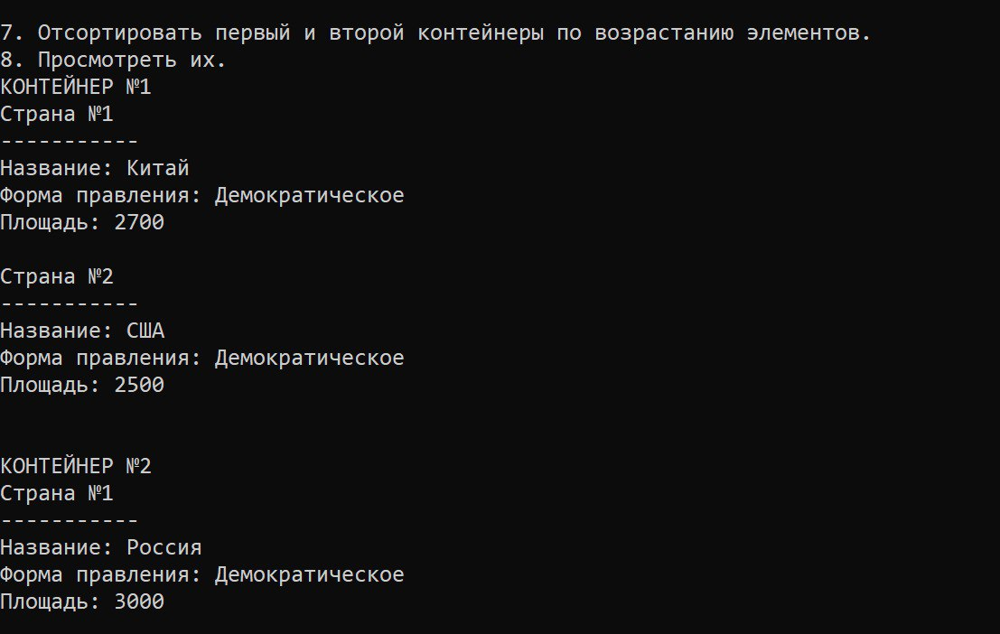 7. Отсортировать первый и второй контейнеры по возрастанию элементов.
8. Просмотреть их.
КОНТЕЙНЕР №1
Страна №1
-----------
Название: Китай
Форма правления: Демократическое
Площадь: 2700
Страна №2
-----------
Название: США
Форма правления: Демократическое
Площадь: 2500
КОНТЕЙНЕР №2
Страна №1
-----------
Название: Россия
Форма правления: Демократическое
Площадь: 3000